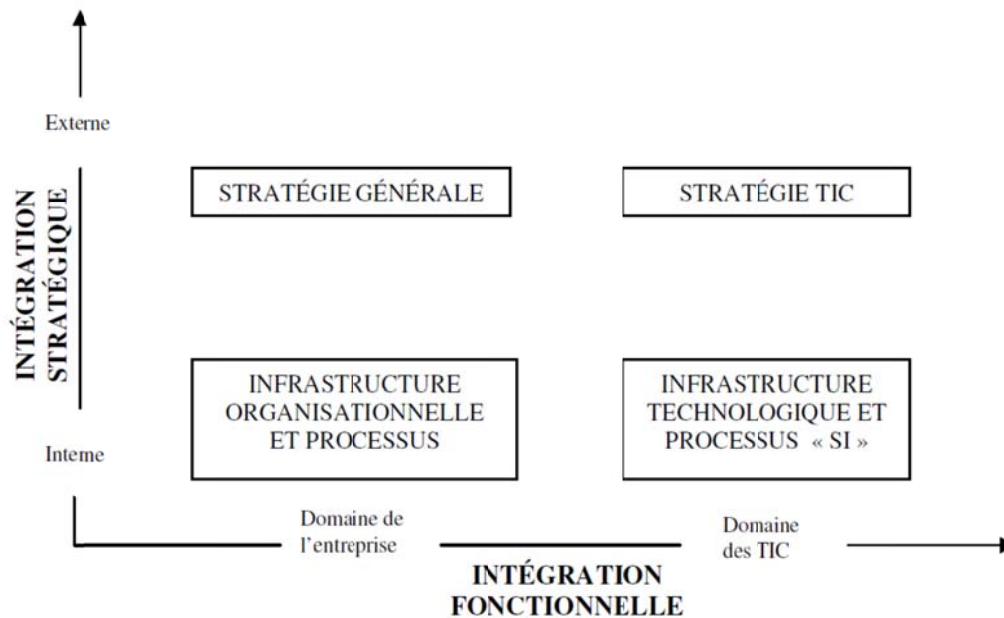 Externe
INTÉGRATION
STRATÉGIQUE
STRATÉGIE GÉNÉRALE
STRATÉGIE TIC
INFRASTRUCTURE
ORGANISATIONNELLE
ET PROCESSUS
INFRASTRUCTURE
TECHNOLOGIQUE ET
PROCESSUS « SI »
Interne
Domaine de
l’entreprise
Domaine
des TIC
INTÉGRATION
FONCTIONNELLE